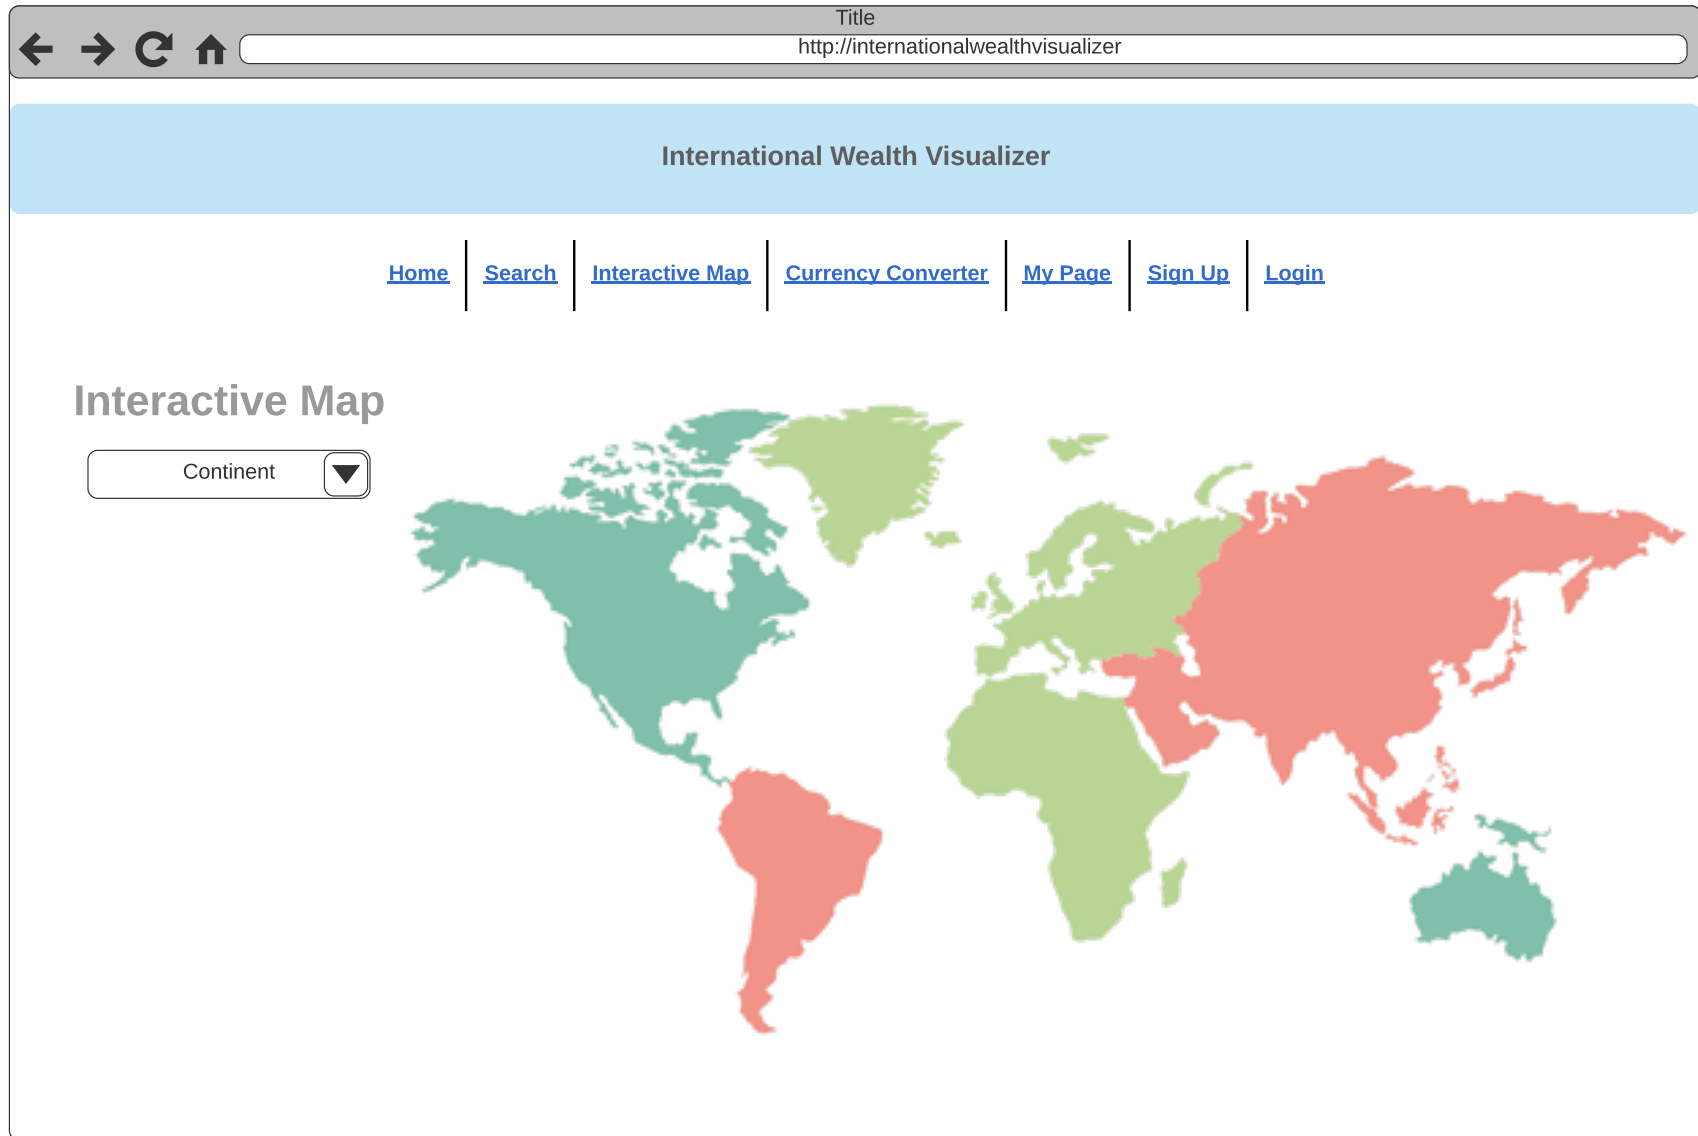 Title
http://internationalwealthvisualizer
International Wealth Visualizer
Home Search Interactive Map Currency Converter My Page Sign Up Login
Interactive Map
Continent